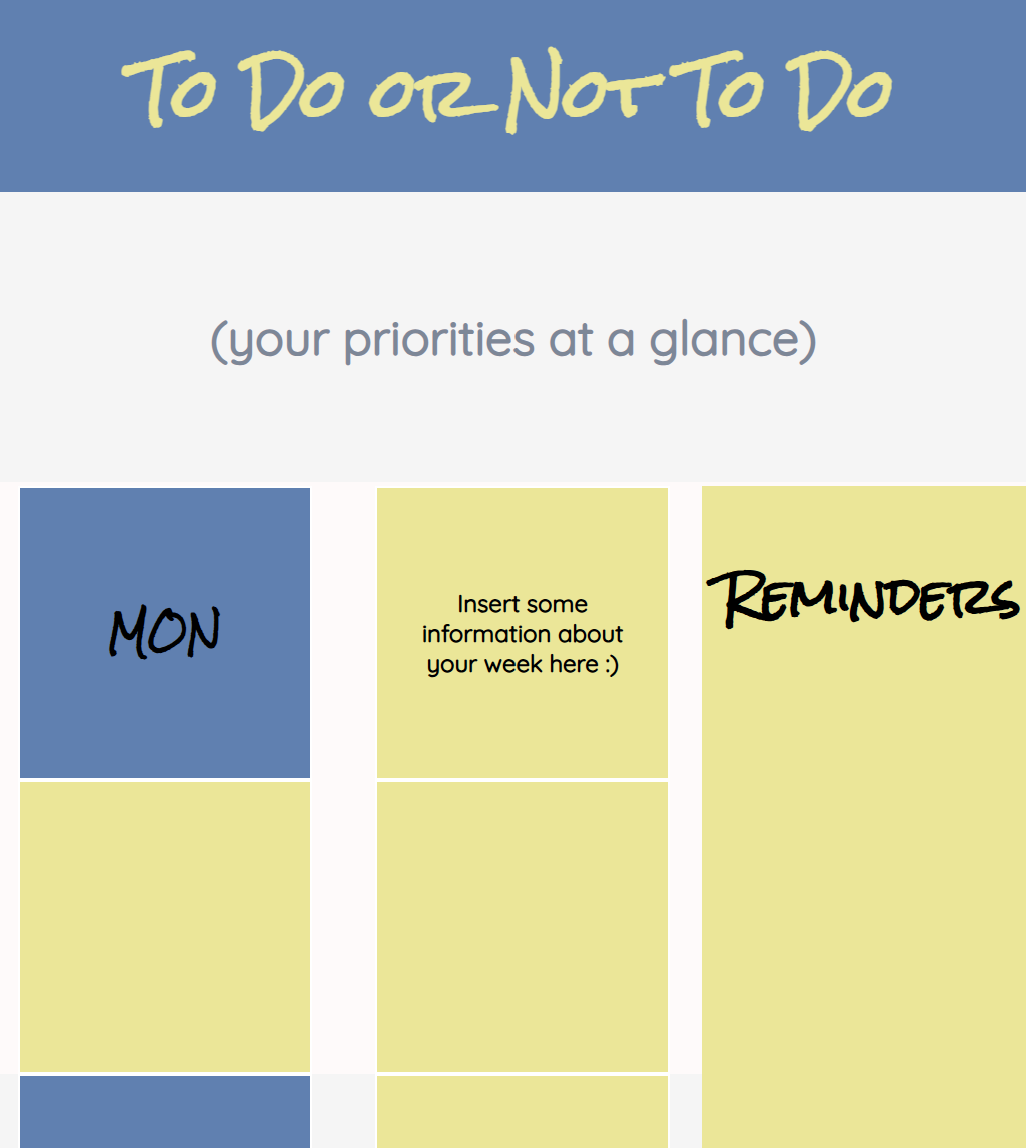 To Do or Not To Do
(your priorities at a glance)
MON
Insert some
information about
your week here :)
Reminders